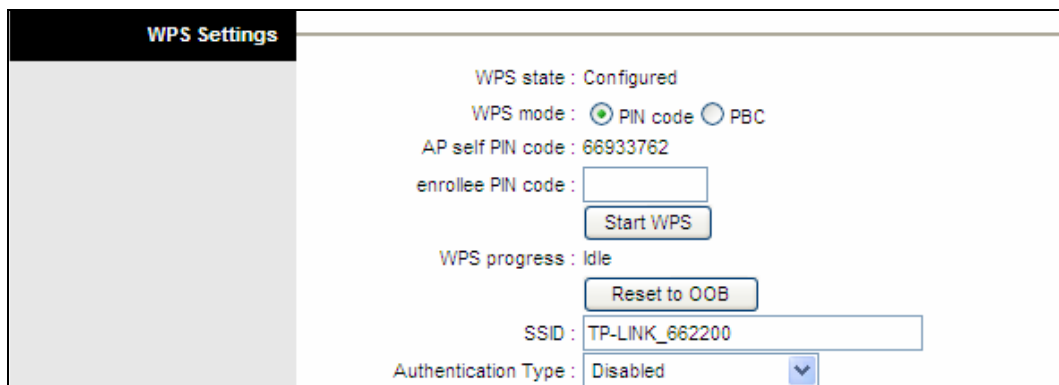 WPS Settings
WPS state : Configured
WPS mode : PIN code PBC
AP self PIN code : 66933762
enrollee PIN code :
Start WPS
WPS progress : Idle
Reset to OOB
SSID : TP-LINK_662200
Authentication Type : Disabled